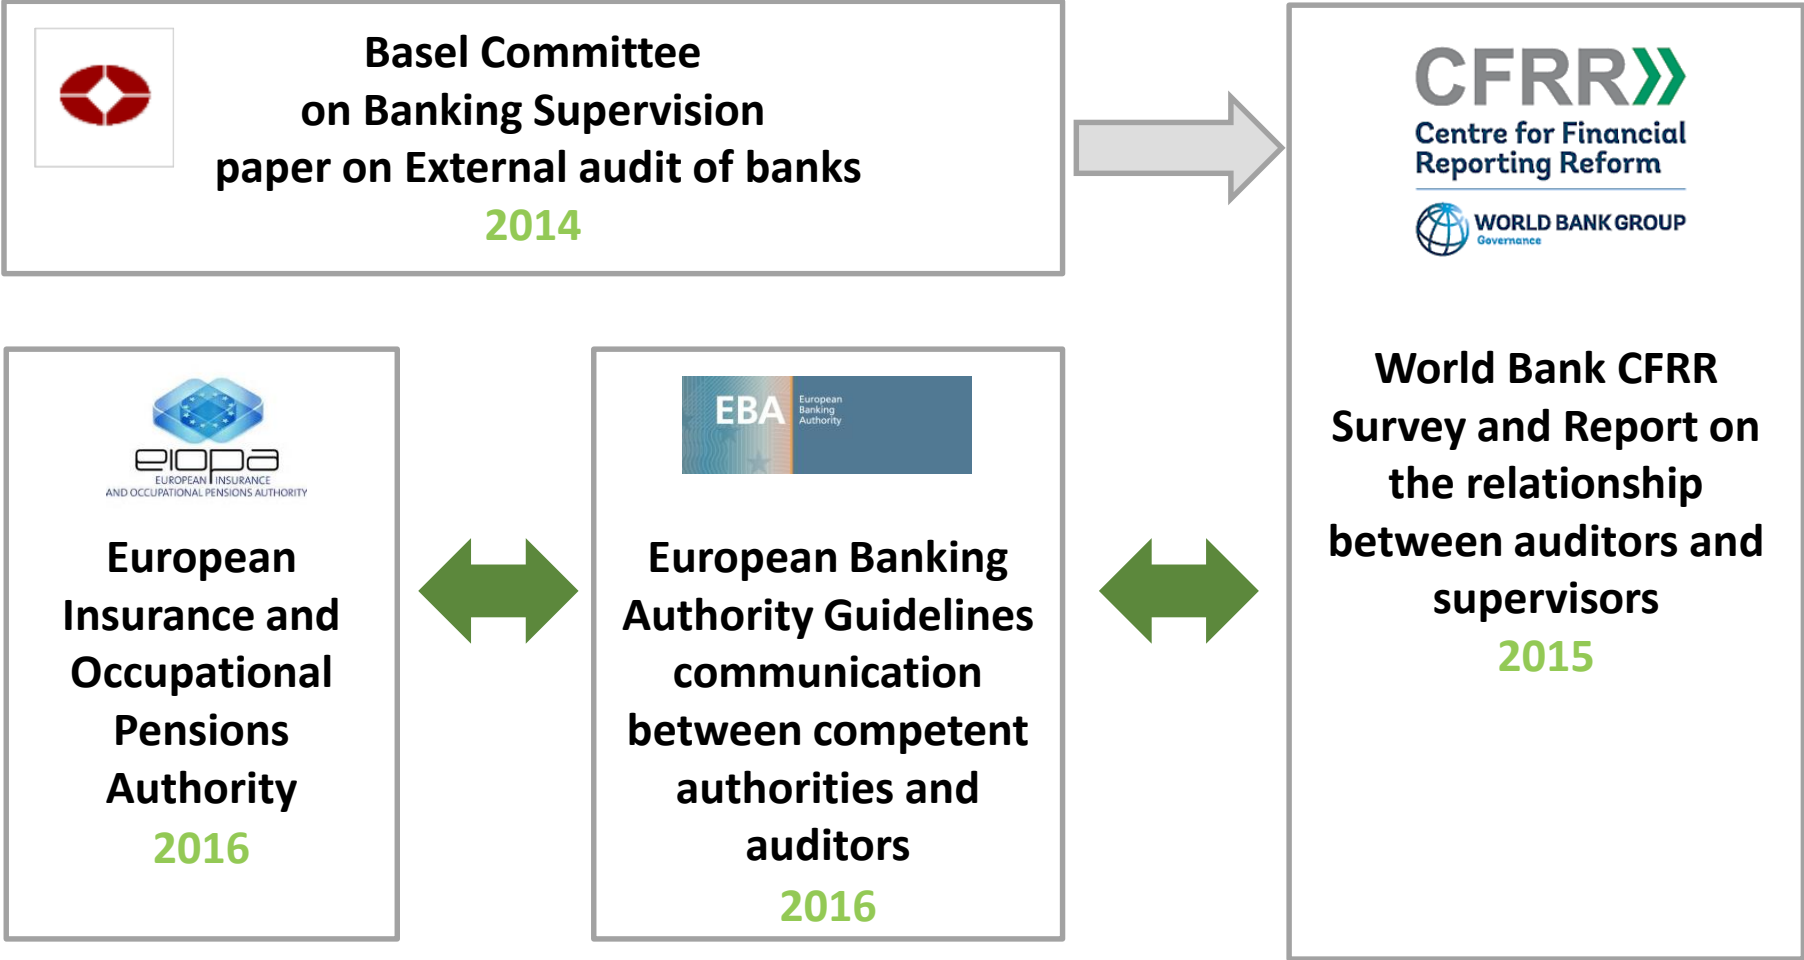 Basel Committee
on Banking Supervision
paper on External audit of banks
2014
CFRR
Centre for Financial
Reporting Reform
WORLD BANK GROUP
Governance
World Bank CFRR
Survey and Report on
the relationship
between auditors and
supervisors
2015
eiopa
EUROPEAN INSURANCE
AND OCCUPATIONAL PENSIONS AUTHORITY
European
Insurance and
Occupational
Pensions
Authority
2016
EBA
European
Banking
Authority
European Banking
Authority Guidelines
communication
between competent
authorities and
auditors
2016